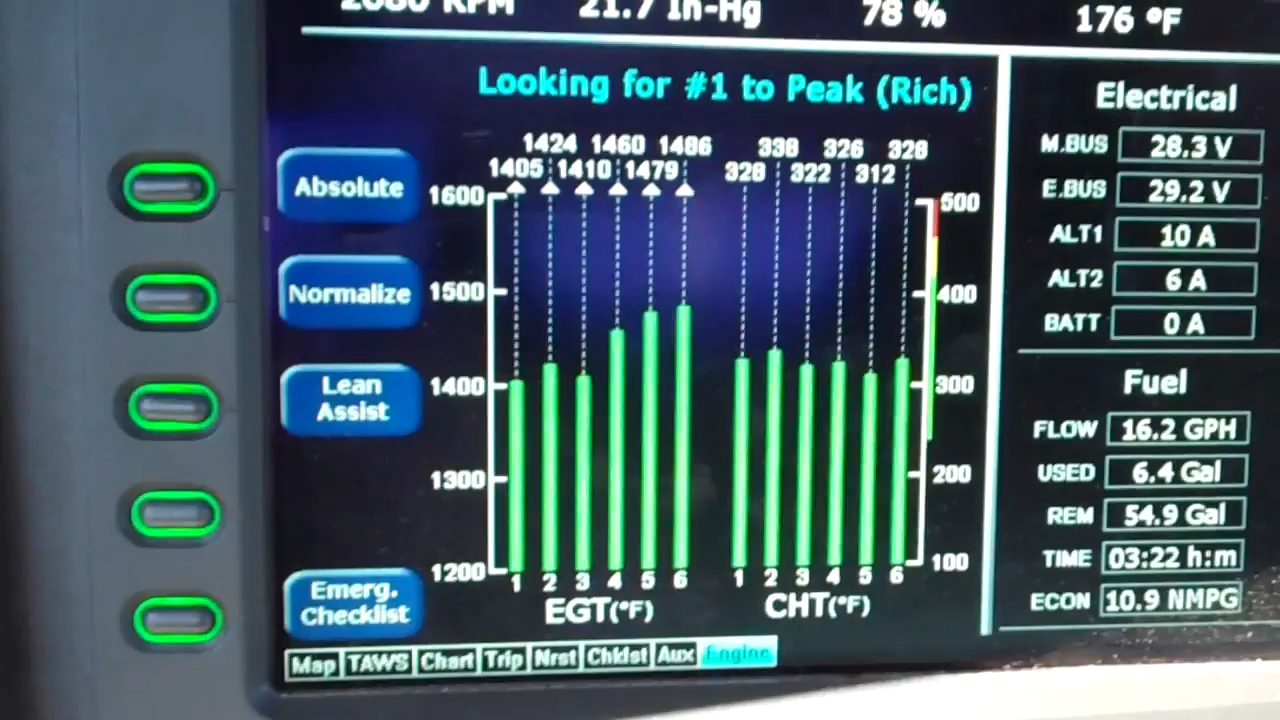 2680 RPM 21.7 In-Hg 78 % 176 °F
Looking for #1 to Peak (Rich)
Electrical
1424 1460 1486 338 326 328
1405 1410 1479 328 322 312
M.BUS 28.3 V
Absolute
1600
500
E.BUS 29.2 V
ALT1 10 A
Normalize
1500
400
ALT2 6 A
BATT 0 A
Lean
Assist
1400
300
Fuel
FLOW 16.2 GPH
1300
200
USED 6.4 Gal
REM 54.9 Gal
1200
100
TIME 03:22 h:m
1 2 3 4 5 6 1 2 3 4 5 6
Emerg.
Checklist
EGT(°F) CHT(°F)
ECON 10.9 NMPG
Map TAWS Chart Trip Nrst Chklst Aux Engine